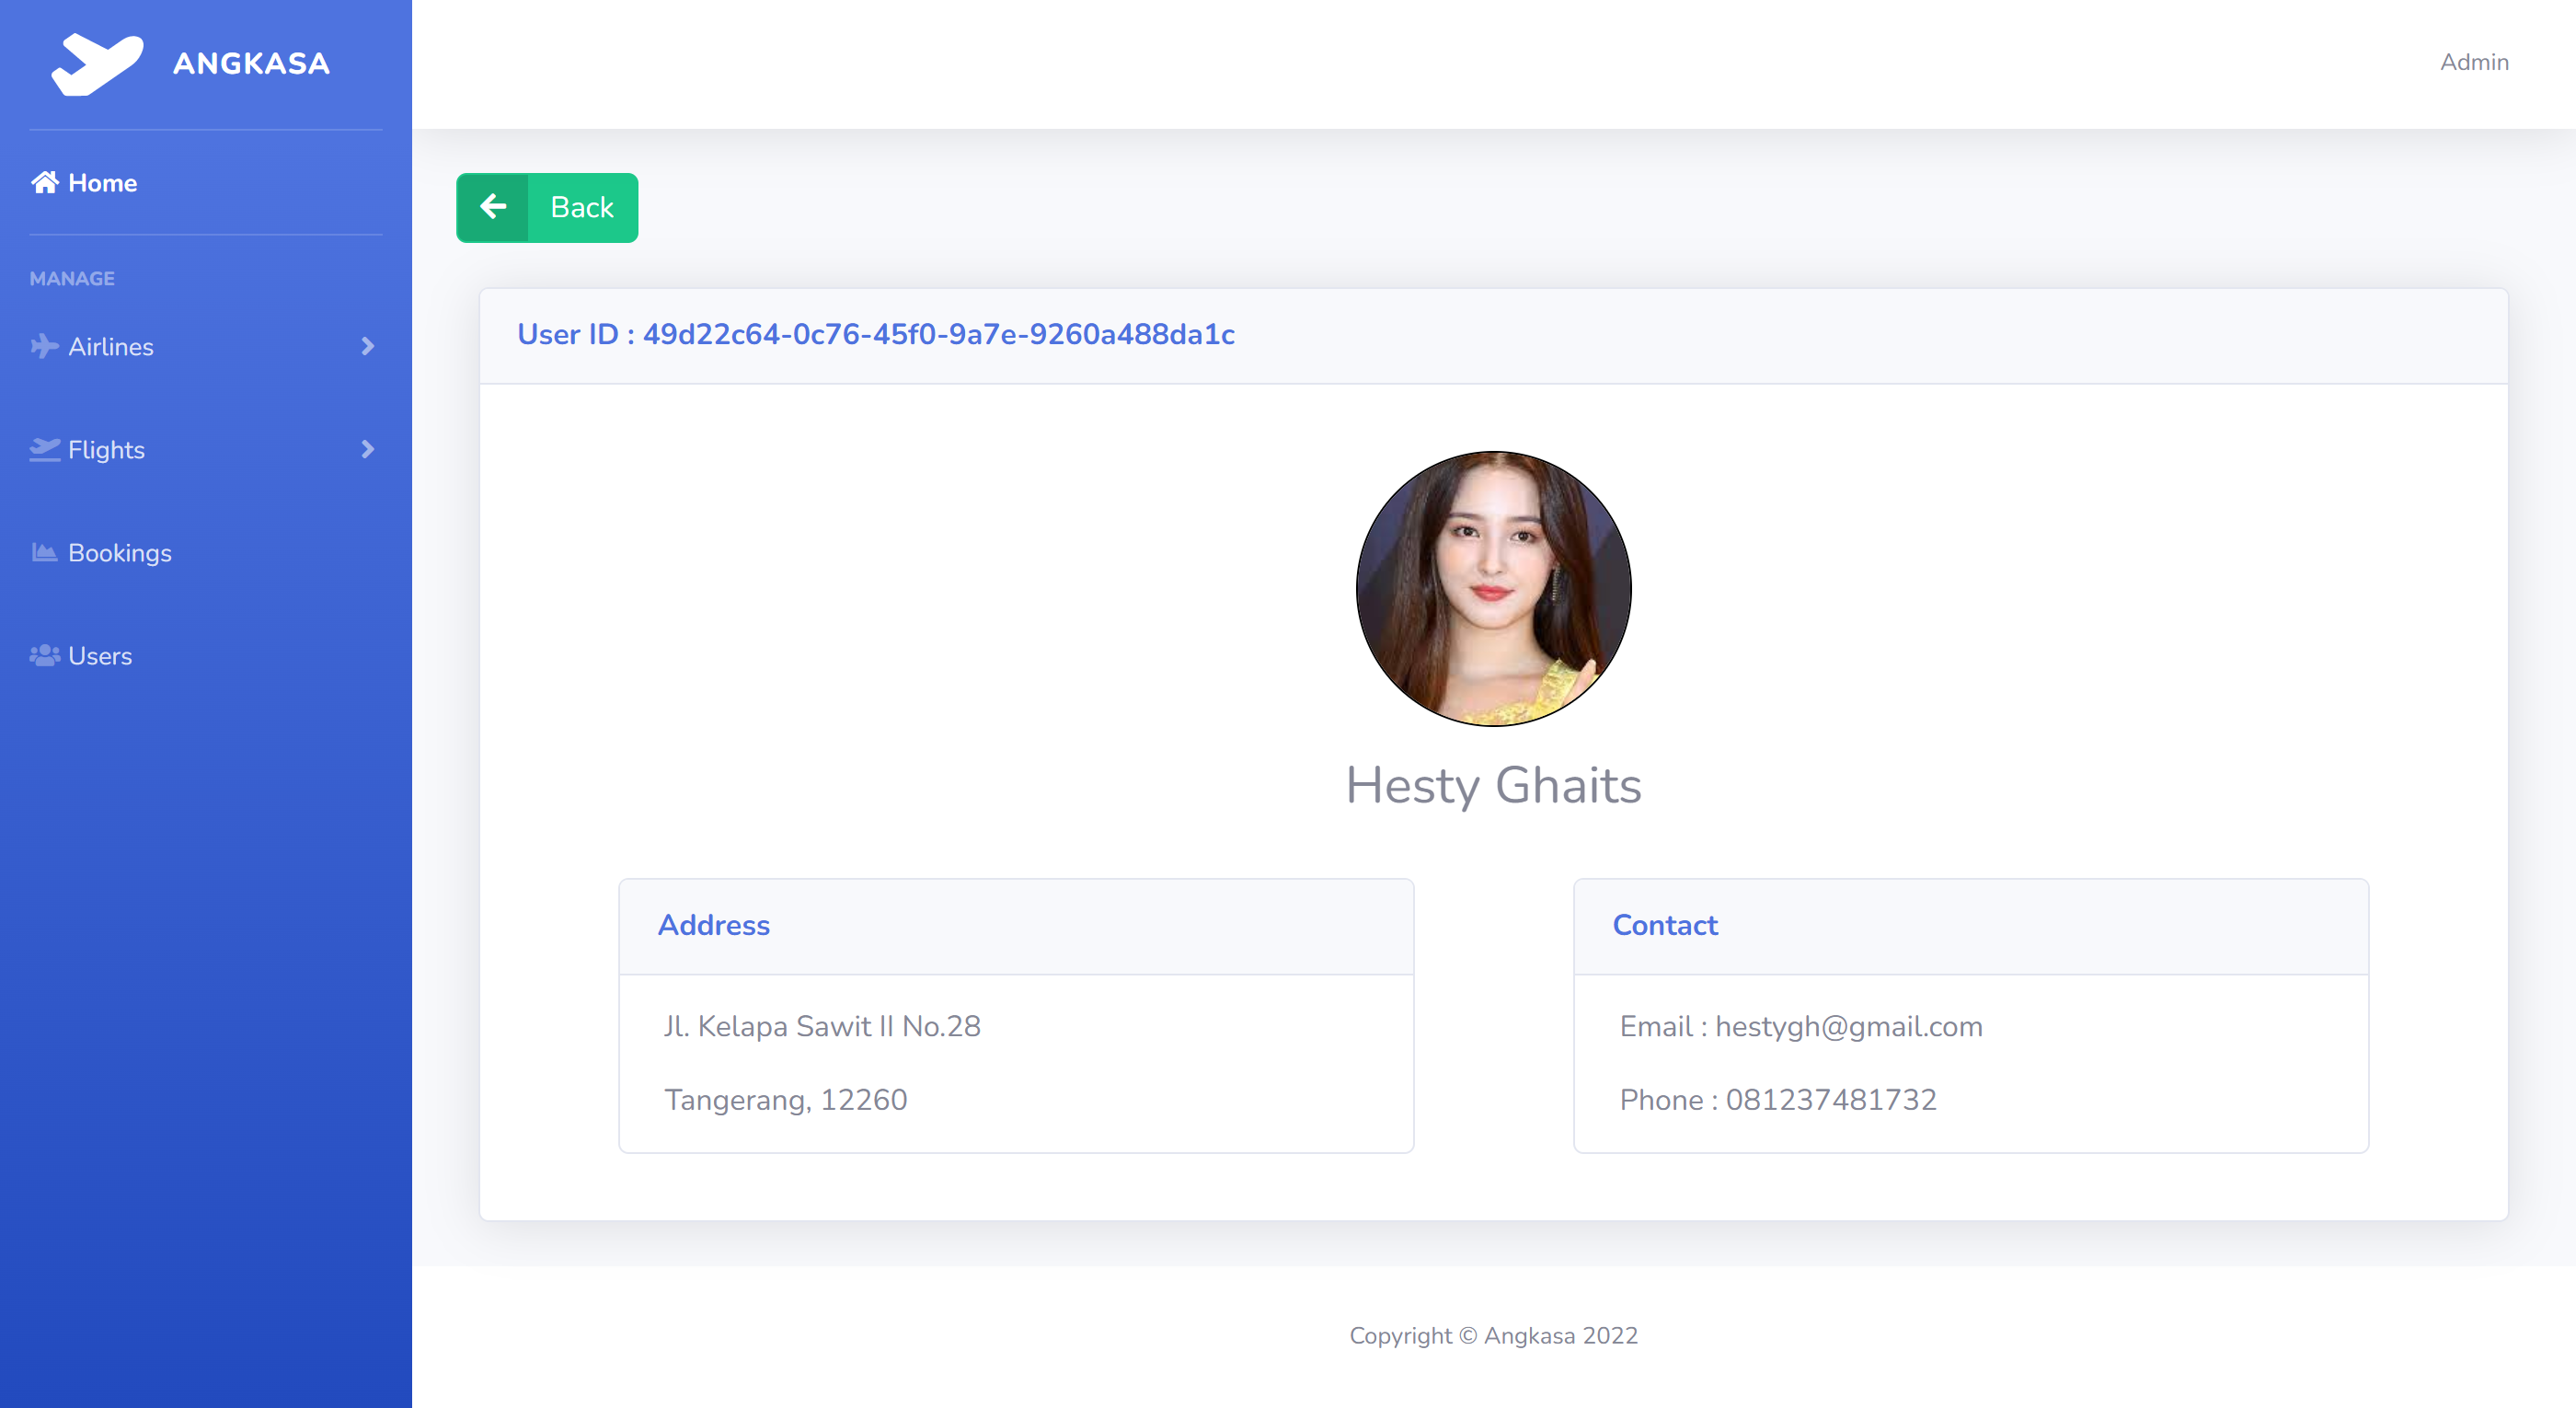 ANGKASA
Admin
Home
MANAGE
Airlines
Flights
Bookings
Users
Back
User ID : 49d22c64-0c76-45f0-9a7e-9260a488da1c
Hesty Ghaits
Address
Jl. Kelapa Sawit II No.28
Tangerang, 12260
Contact
Email : hestygh@gmail.com
Phone : 081237481732
Copyright © Angkasa 2022